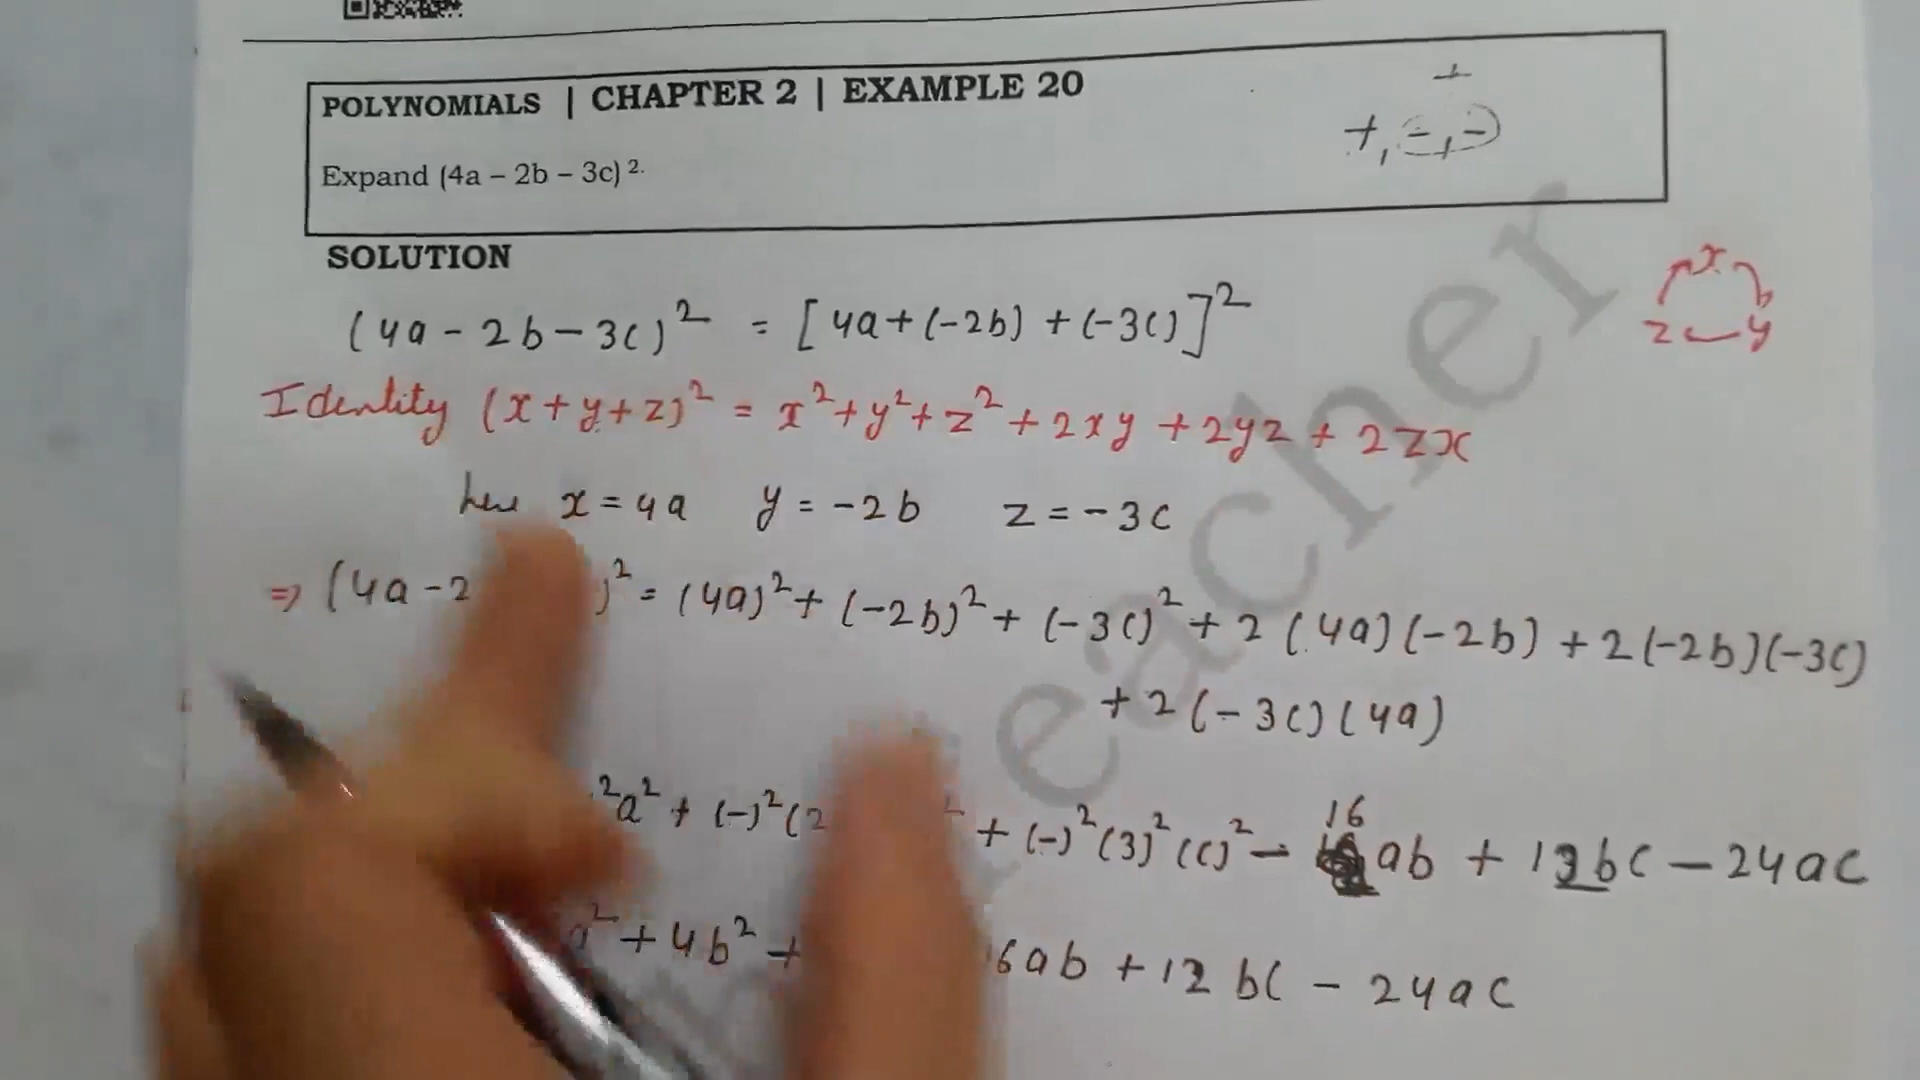 POLYNOMIALS | CHAPTER 2 | EXAMPLE 20
+
+, -, -
Expand (4a – 2b – 3c) ².
SOLUTION
x
z y
(4a - 2b - 3c)² = [4a + (-2b) + (-3c)]²
Identity (x + y + z)² = x² + y² + z² + 2xy + 2yz + 2zx
here x = 4a y = -2b z = -3c
⇒ (4a - 2 )² = (4a)² + (-2b)² + (-3c)² + 2(4a)(-2b) + 2(-2b)(-3c)
+ 2(-3c)(4a)
²a² + (-)²(2 ² + (-)²(3)²(c)² - 16ab + 12bc - 24ac
a² + 4b² + 6ab + 12bc - 24ac
eacher